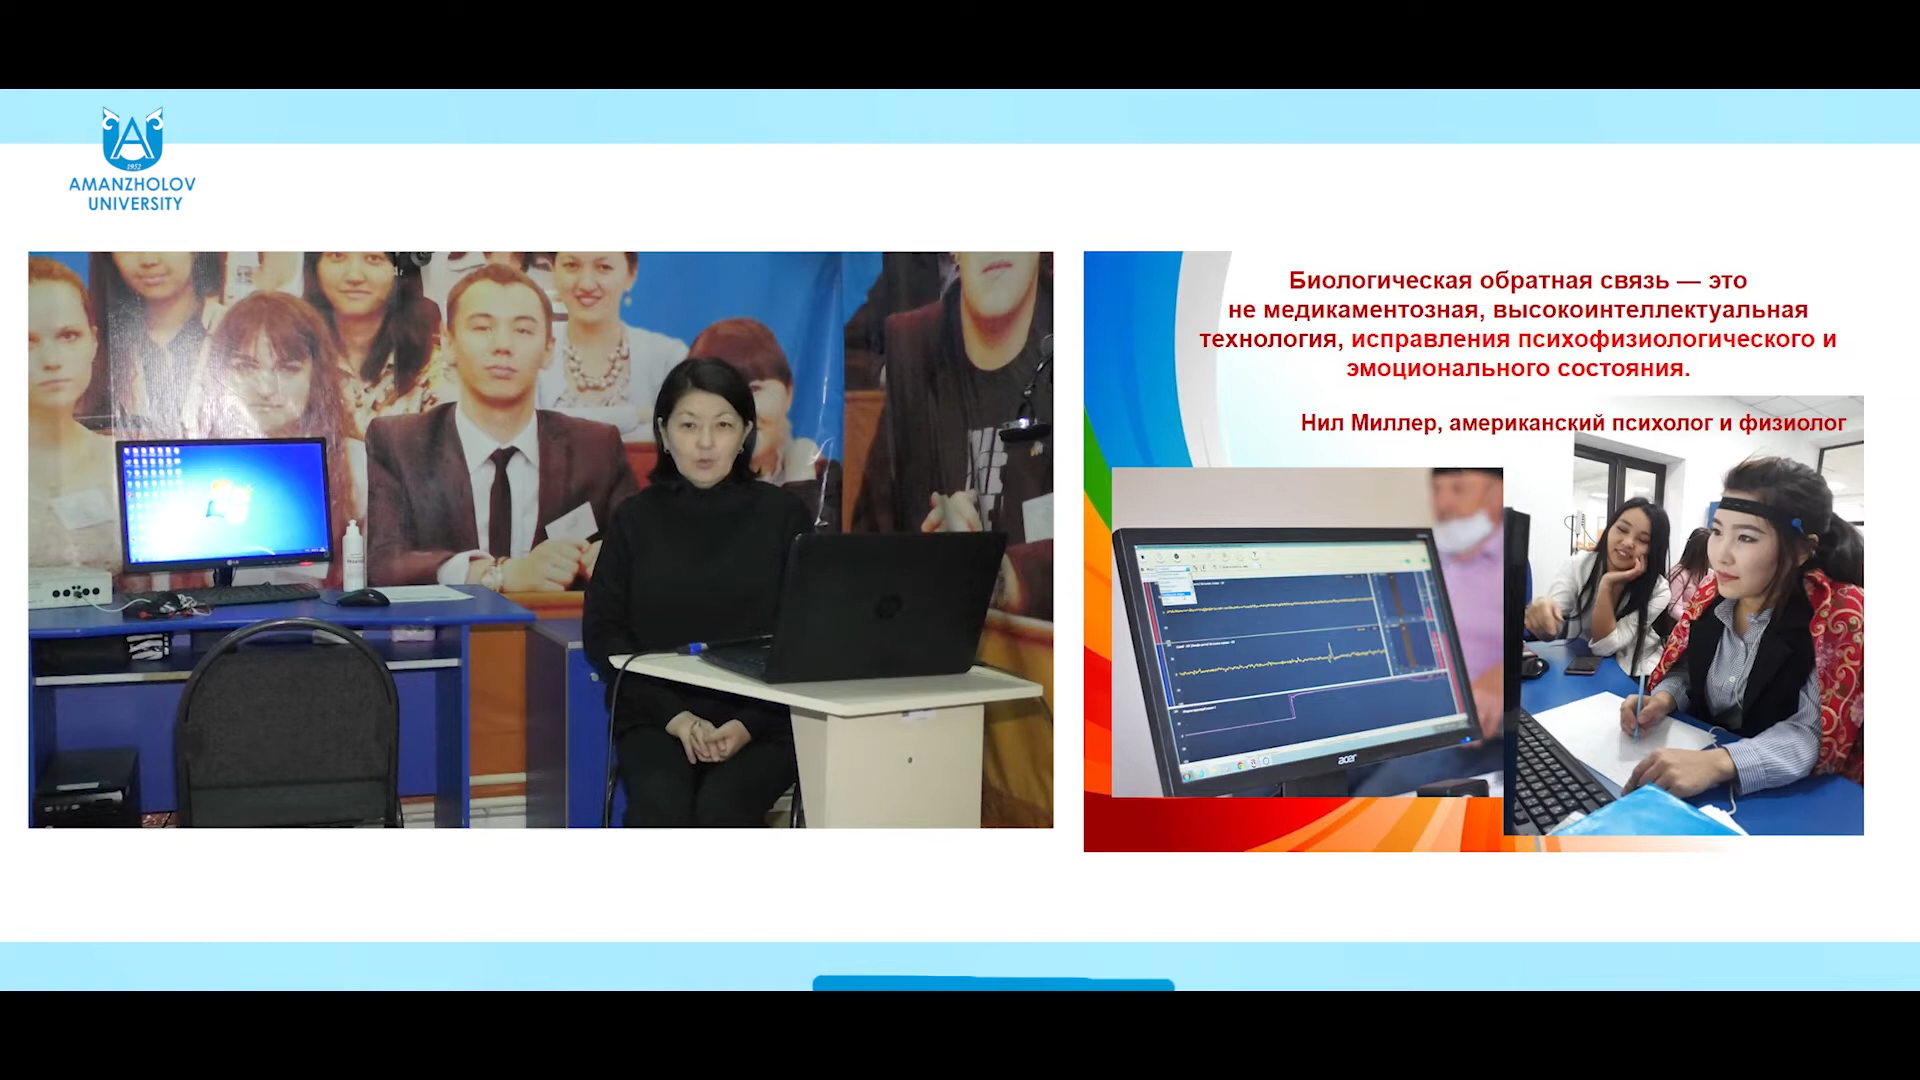 1952
AMANZHOLOV
UNIVERSITY
Биологическая обратная связь — это
не медикаментозная, высокоинтеллектуальная
технология, исправления психофизиологического и
эмоционального состояния.
Нил Миллер, американский психолог и физиолог
acer